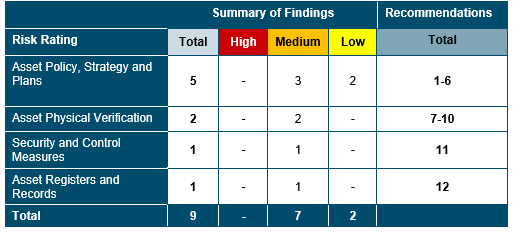 Summary of Findings Recommendations
Risk Rating Total High Medium Low Total
Asset Policy, Strategy and
Plans 5 - 3 2 1-6
Asset Physical Verification 2 - 2 - 7-10
Security and Control
Measures 1 - 1 - 11
Asset Registers and
Records 1 - 1 - 12
Total 9 - 7 2